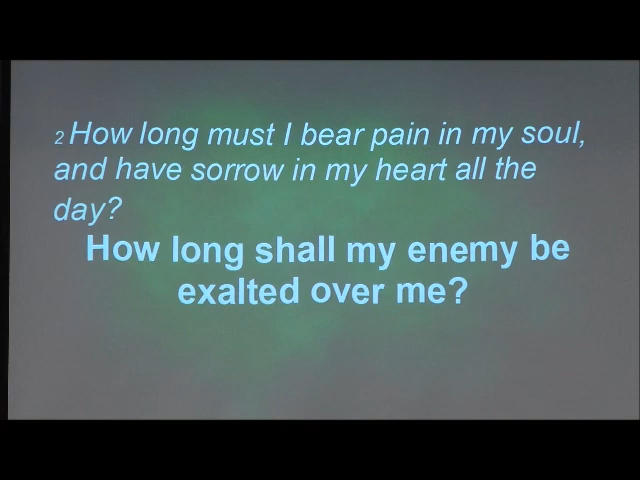 2 How long must I bear pain in my soul,
and have sorrow in my heart all the
day?
How long shall my enemy be
exalted over me?